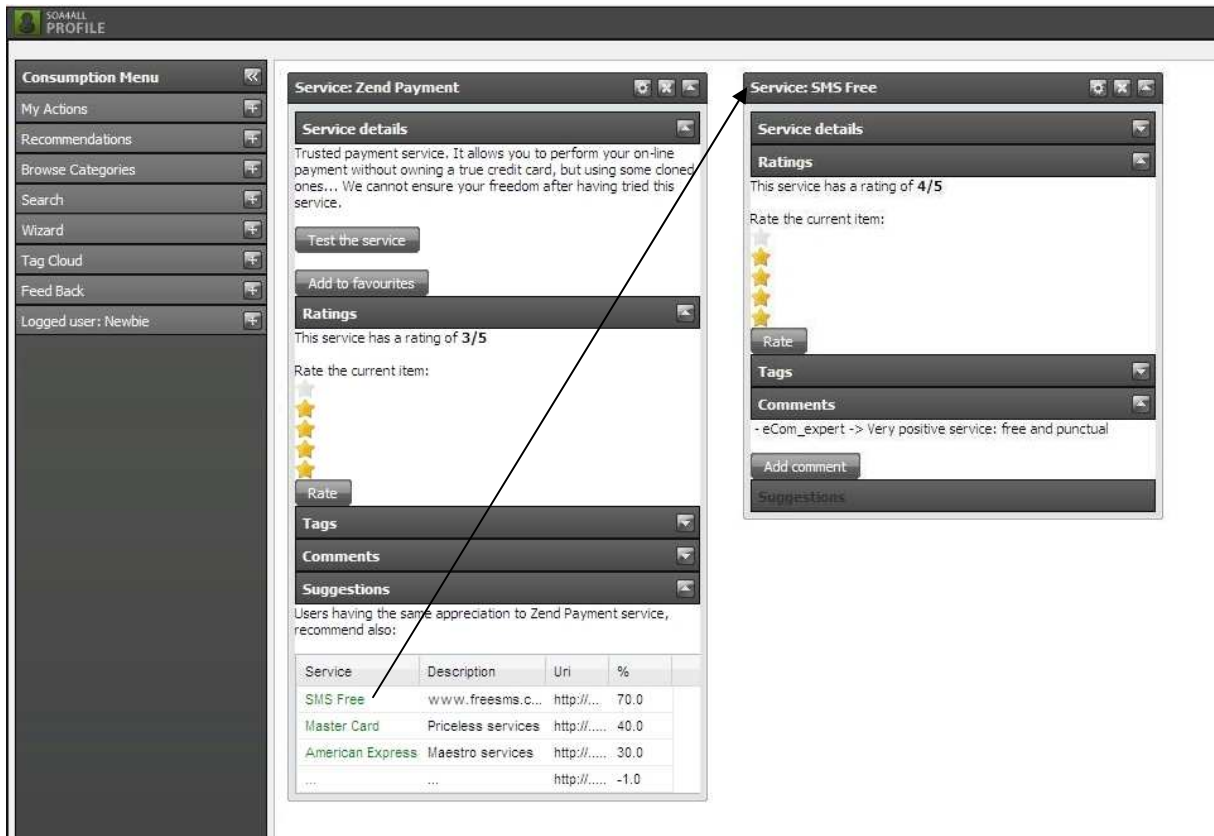 SOA4ALL
PROFILE
Consumption Menu
My Actions
Recommendations
Browse Categories
Search
Wizard
Tag Cloud
Feed Back
Logged user: Newbie
Service: Zend Payment
Service details
Trusted payment service. It allows you to perform your on-line
payment without owning a true credit card, but using some cloned
ones... We cannot ensure your freedom after having tried this
service.
Test the service
Add to favourites
Ratings
This service has a rating of 3/5
Rate the current item:
Rate
Tags
Comments
Suggestions
Users having the same appreciation to Zend Payment service,
recommend also:
Service Description Uri %
SMS Free www.freesms.c... http://... 70.0
Master Card Priceless services http://..... 40.0
American Express Maestro services http://..... 30.0
... ... http://..... -1.0
Service: SMS Free
Service details
Ratings
This service has a rating of 4/5
Rate the current item:
Rate
Tags
Comments
- eCom_expert -> Very positive service: free and punctual
Add comment
Suggestions